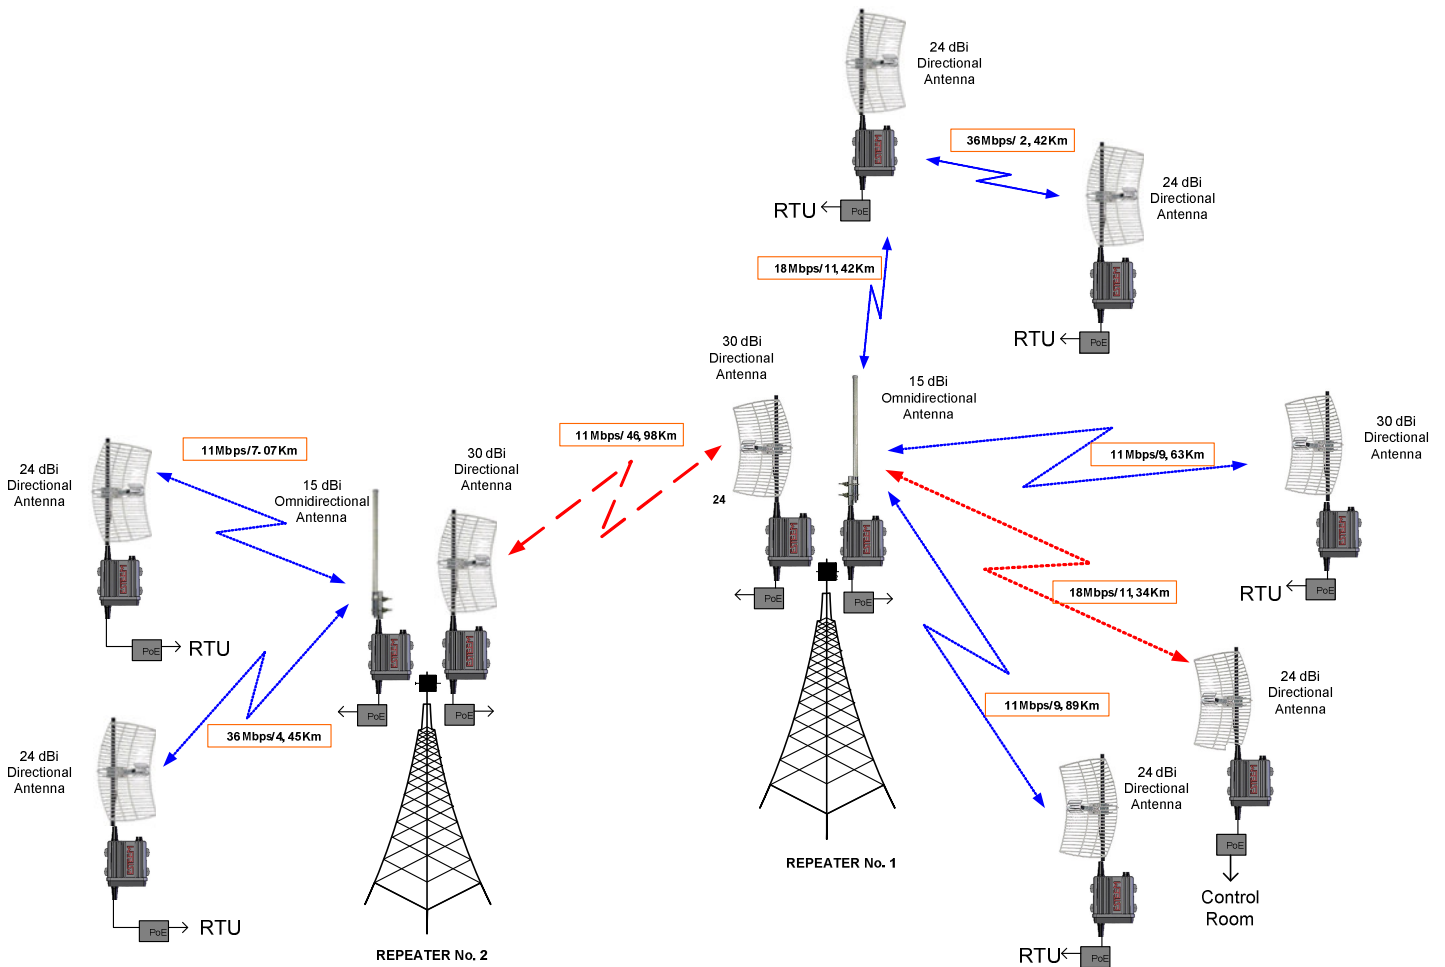 24 dBi
Directional
Antenna
36Mbps/ 2, 42Km
24 dBi
Directional
Antenna
RTU
PoE
18Mbps/11, 42Km
RTU
PoE
30 dBi
Directional
Antenna
15 dBi
Omnidirectional
Antenna
11Mbps/ 46, 98Km
11Mbps/9, 63Km
30 dBi
Directional
Antenna
24
11Mbps/7. 07Km
30 dBi
Directional
Antenna
24 dBi
Directional
Antenna
15 dBi
Omnidirectional
Antenna
PoE
PoE
18Mbps/11, 34Km
RTU
PoE
PoE
RTU
24 dBi
Directional
Antenna
11Mbps/9, 89Km
PoE
PoE
36Mbps/4, 45Km
24 dBi
Directional
Antenna
24 dBi
Directional
Antenna
PoE
Control
Room
REPEATER No. 1
PoE
RTU
REPEATER No. 2
RTU
PoE